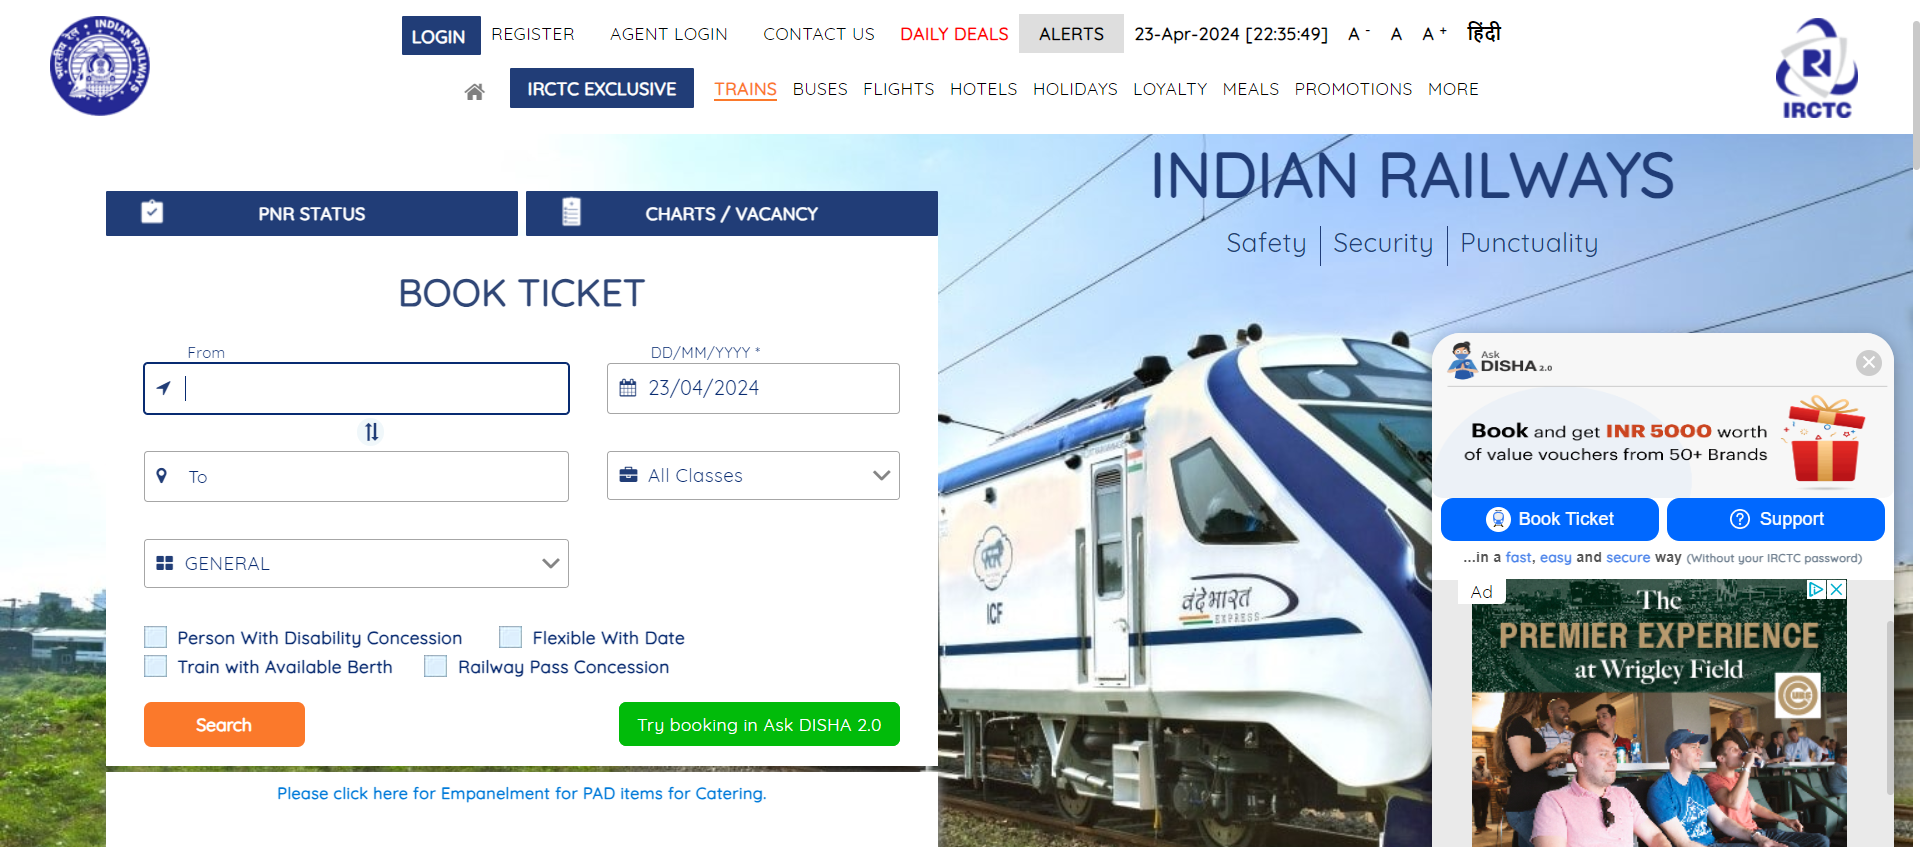 LOGIN REGISTER AGENT LOGIN CONTACT US DAILY DEALS ALERTS 23-Apr-2024 [22:35:49] A - A A + हिंदी
IRCTC EXCLUSIVE TRAINS BUSES FLIGHTS HOTELS HOLIDAYS LOYALTY MEALS PROMOTIONS MORE
INDIAN RAILWAYS
भारतीय रेल
IRCTC
INDIAN RAILWAYS
Safety | Security | Punctuality
PNR STATUS
CHARTS / VACANCY
BOOK TICKET
From
DD/MM/YYYY *
23/04/2024
To
All Classes
GENERAL
Person With Disability Concession
Flexible With Date
Train with Available Berth
Railway Pass Concession
Search
Try booking in Ask DISHA 2.0
Please click here for Empanelment for PAD items for Catering.
ICF
वंदे भारत
EXPRESS
Ask
DISHA 2.0
Book and get INR 5000 worth
of value vouchers from 50+ Brands
Book Ticket
Support
...in a fast, easy and secure way (Without your IRCTC password)
Ad
The
PREMIER EXPERIENCE
at Wrigley Field
CUBS